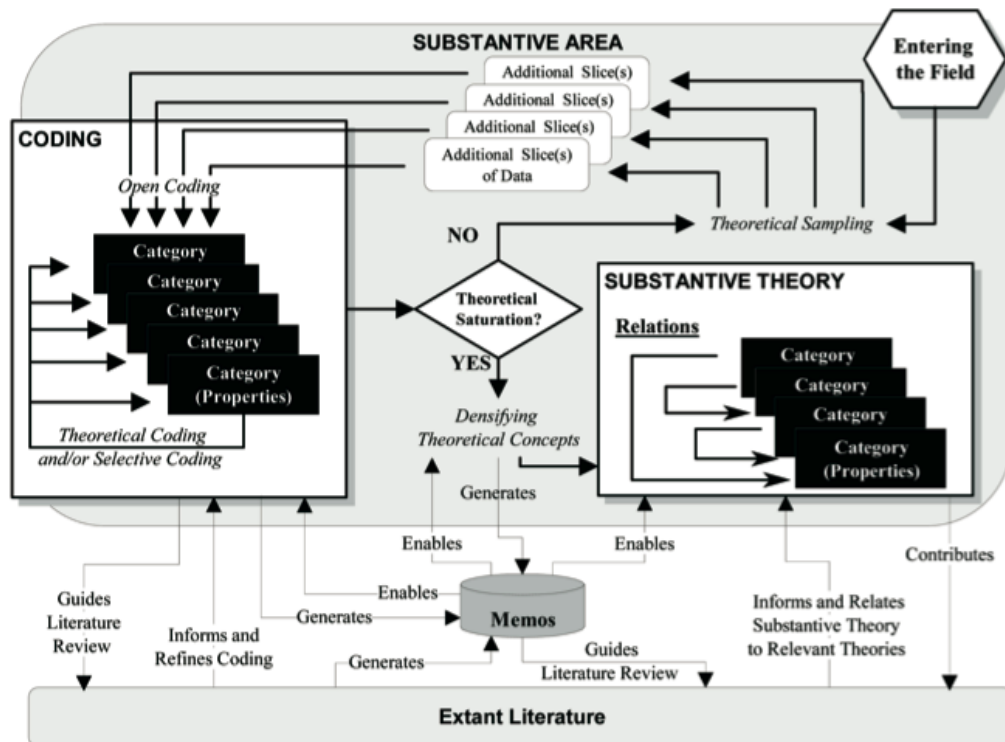 SUBSTANTIVE AREA
Entering
the Field
Additional Slice(s)
Additional Slice(s)
Additional Slice(s)
Additional Slice(s)
of Data
CODING
Open Coding
Category
Category
Category
Category
Category
(Properties)
Theoretical Coding
and/or Selective Coding
NO
Theoretical Sampling
Theoretical
Saturation?
YES
Densifying
Theoretical Concepts
SUBSTANTIVE THEORY
Relations
Category
Category
Category
Category
(Properties)
Generates
Enables
Enables
Contributes
Guides
Literature
Review
Informs and
Refines Coding
Enables
Generates
Generates
Memos
Guides
Literature Review
Informs and Relates
Substantive Theory
to Relevant Theories
Extant Literature